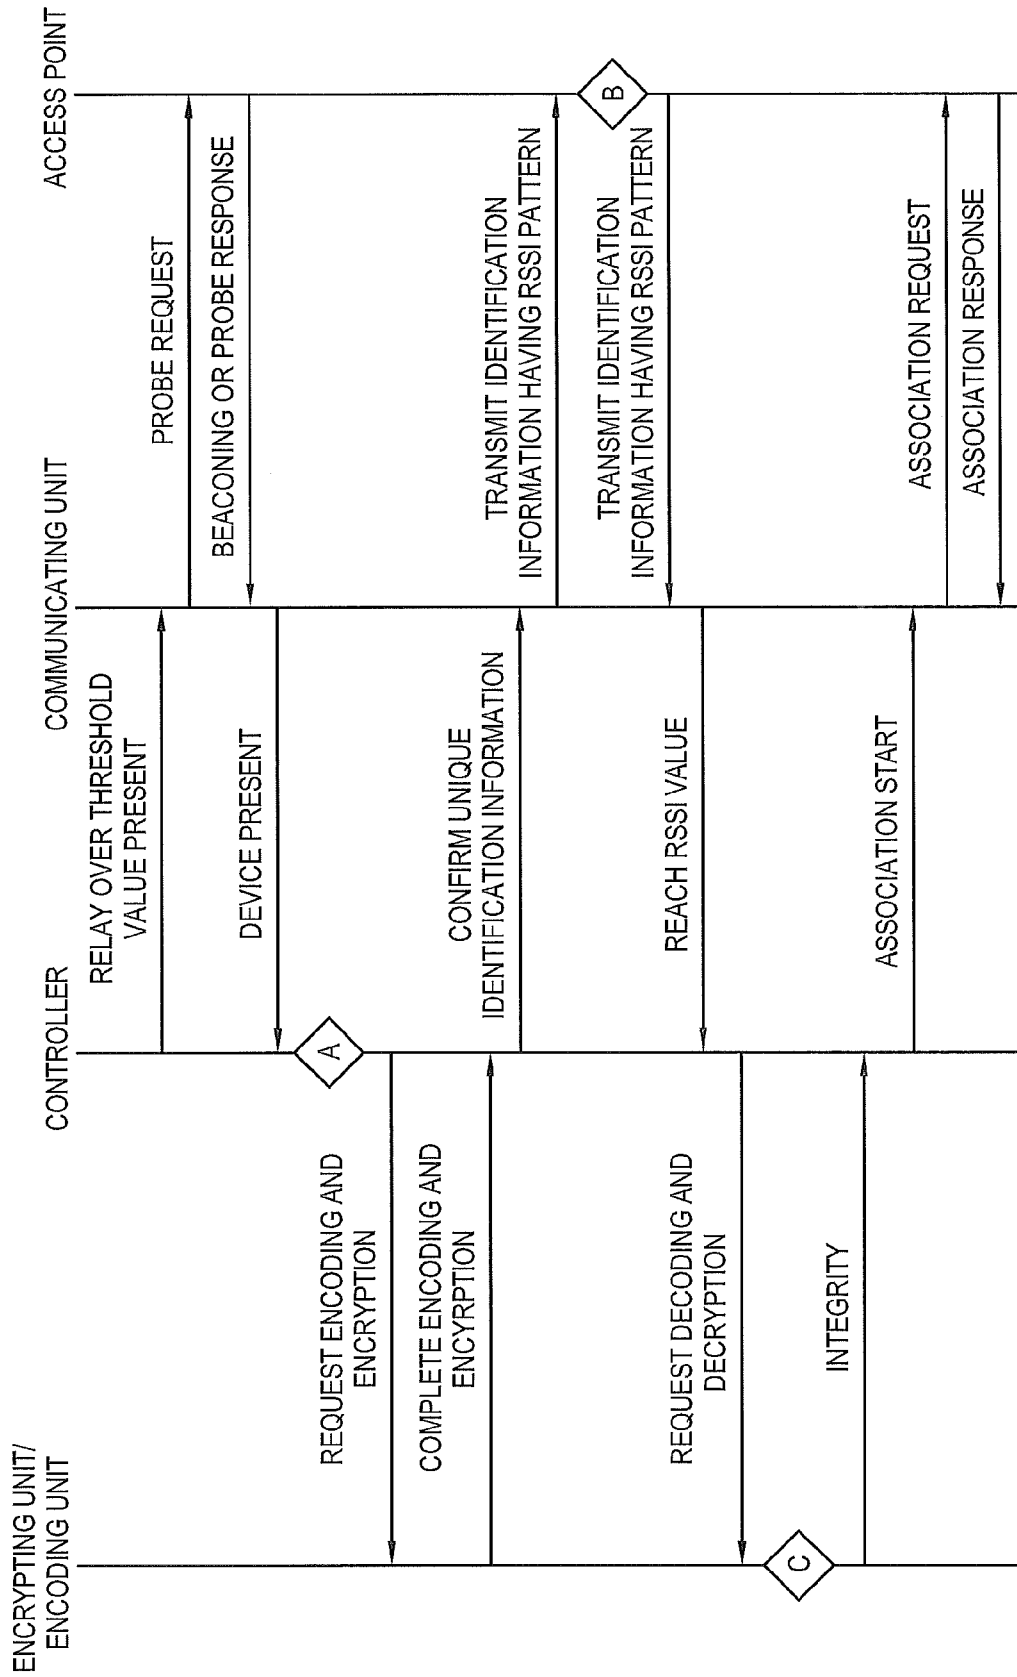 ENCRYPTING UNIT/
ENCODING UNIT
CONTROLLER
COMMUNICATING UNIT
ACCESS POINT
RELAY OVER THRESHOLD
VALUE PRESENT
PROBE REQUEST
BEACONING OR PROBE RESPONSE
DEVICE PRESENT
A
REQUEST ENCODING AND
ENCRYPTION
COMPLETE ENCODING AND
ENCYRPTION
CONFIRM UNIQUE
IDENTIFICATION INFORMATION
TRANSMIT IDENTIFICATION
INFORMATION HAVING RSSI PATTERN
B
TRANSMIT IDENTIFICATION
INFORMATION HAVING RSSI PATTERN
REACH RSSI VALUE
REQUEST DECODING AND
DECRYPTION
C
INTEGRITY
ASSOCIATION START
ASSOCIATION REQUEST
ASSOCIATION RESPONSE